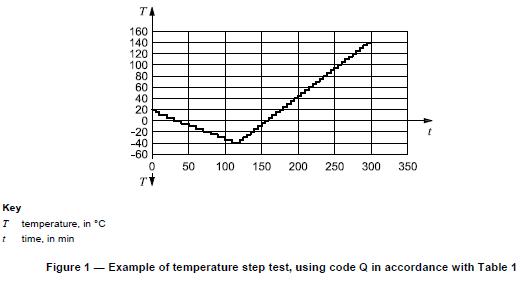 T
160
140
120
100
80
60
40
20
0
-20
-40
-60
t
0 50 100 150 200 250 300 350
T
Key
T temperature, in °C
t time, in min
Figure 1 — Example of temperature step test, using code Q in accordance with Table 1